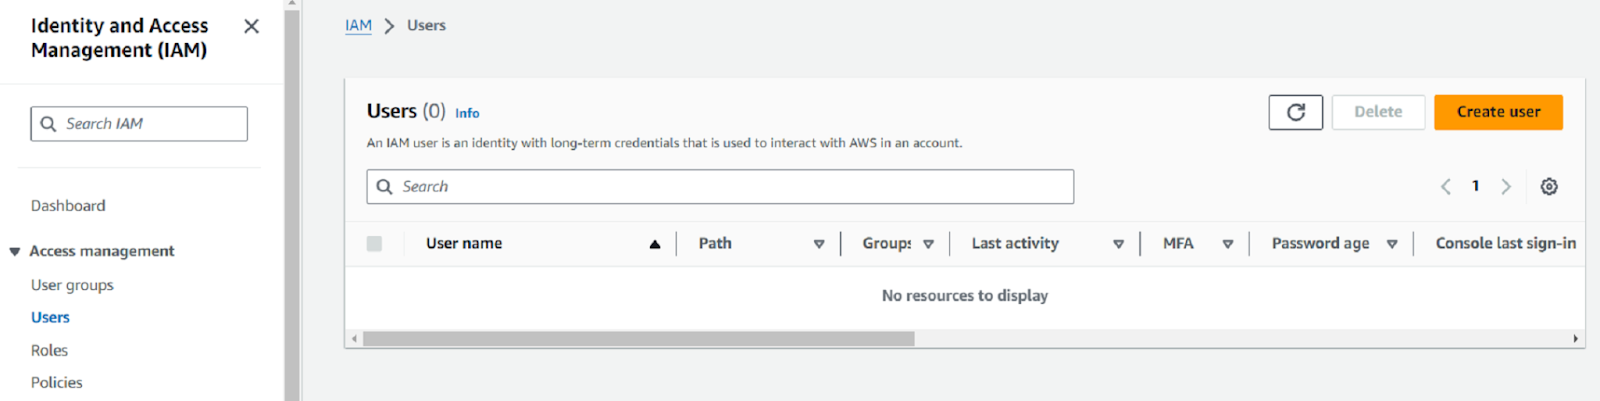 Identity and Access
Management (IAM)
Search IAM
Dashboard
Access management
User groups
Users
Roles
Policies
IAM > Users
Users (0) Info
Delete
Create user
An IAM user is an identity with long-term credentials that is used to interact with AWS in an account.
Search
1
User name Path Groups Last activity MFA Password age Console last sign-in
No resources to display